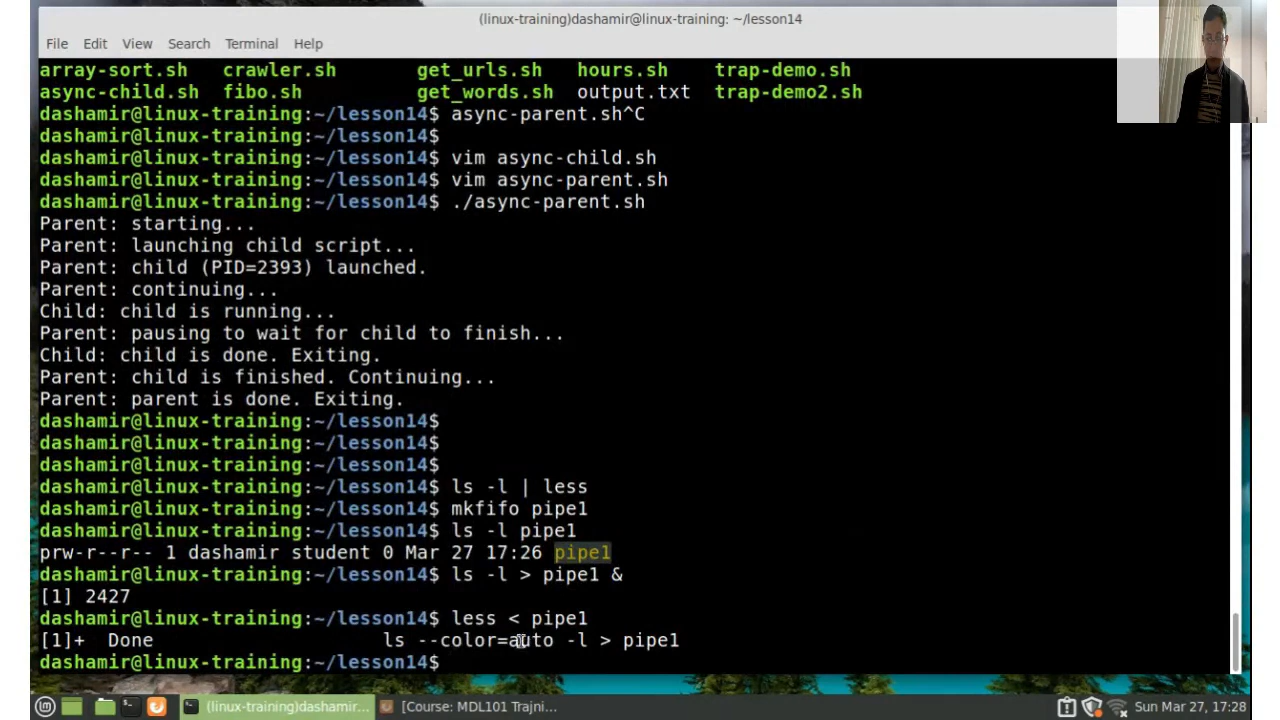 (linux-training)dashamir@linux-training: ~/lesson14
File Edit View Search Terminal Help
array-sort.sh crawler.sh get_urls.sh hours.sh trap-demo.sh
async-child.sh fibo.sh get_words.sh output.txt trap-demo2.sh
dashamir@linux-training:~/lesson14$ async-parent.sh^C
dashamir@linux-training:~/lesson14$
dashamir@linux-training:~/lesson14$ vim async-child.sh
dashamir@linux-training:~/lesson14$ vim async-parent.sh
dashamir@linux-training:~/lesson14$ ./async-parent.sh
Parent: starting...
Parent: launching child script...
Parent: child (PID=2393) launched.
Parent: continuing...
Child: child is running...
Parent: pausing to wait for child to finish...
Child: child is done. Exiting.
Parent: child is finished. Continuing...
Parent: parent is done. Exiting.
dashamir@linux-training:~/lesson14$
dashamir@linux-training:~/lesson14$
dashamir@linux-training:~/lesson14$
dashamir@linux-training:~/lesson14$ ls -l | less
dashamir@linux-training:~/lesson14$ mkfifo pipe1
dashamir@linux-training:~/lesson14$ ls -l pipe1
prw-r--r-- 1 dashamir student 0 Mar 27 17:26 pipe1
dashamir@linux-training:~/lesson14$ ls -l > pipe1 &
[1] 2427
dashamir@linux-training:~/lesson14$ less < pipe1
[1]+ Done ls --color=auto -l > pipe1
dashamir@linux-training:~/lesson14$
(linux-training)dashamir... [Course: MDL101 Trajni... Sun Mar 27, 17:28